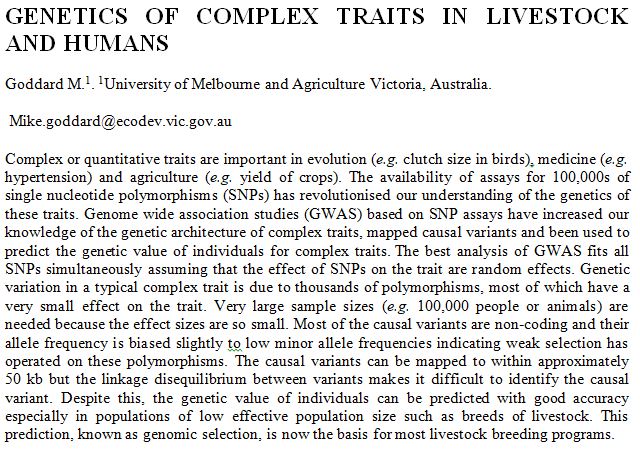 GENETICS OF COMPLEX TRAITS IN LIVESTOCK
AND HUMANS
Goddard M.¹. ¹University of Melbourne and Agriculture Victoria, Australia.
Mike.goddard@ecodev.vic.gov.au
Complex or quantitative traits are important in evolution (e.g. clutch size in birds), medicine (e.g.
hypertension) and agriculture (e.g. yield of crops). The availability of assays for 100,000s of
single nucleotide polymorphisms (SNPs) has revolutionised our understanding of the genetics of
these traits. Genome wide association studies (GWAS) based on SNP assays have increased our
knowledge of the genetic architecture of complex traits, mapped causal variants and been used to
predict the genetic value of individuals for complex traits. The best analysis of GWAS fits all
SNPs simultaneously assuming that the effect of SNPs on the trait are random effects. Genetic
variation in a typical complex trait is due to thousands of polymorphisms, most of which have a
very small effect on the trait. Very large sample sizes (e.g. 100,000 people or animals) are
needed because the effect sizes are so small. Most of the causal variants are non-coding and their
allele frequency is biased slightly to low minor allele frequencies indicating weak selection has
operated on these polymorphisms. The causal variants can be mapped to within approximately
50 kb but the linkage disequilibrium between variants makes it difficult to identify the causal
variant. Despite this, the genetic value of individuals can be predicted with good accuracy
especially in populations of low effective population size such as breeds of livestock. This
prediction, known as genomic selection, is now the basis for most livestock breeding programs.